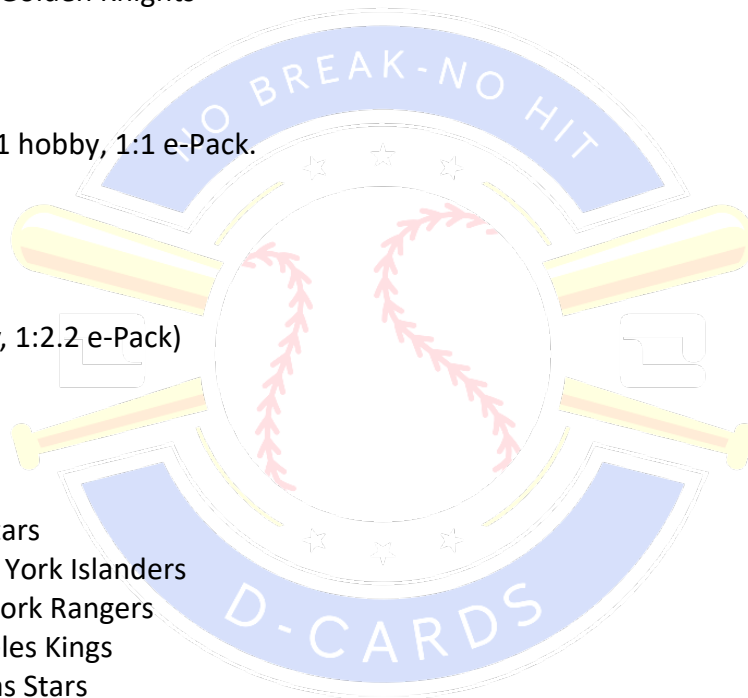 Golden Knights
NO BREAK-NO HIT
1 hobby, 1:1 e-Pack.
, 1:2.2 e-Pack)
ars
York Islanders
ork Rangers
les Kings
s Stars
D-CARDS